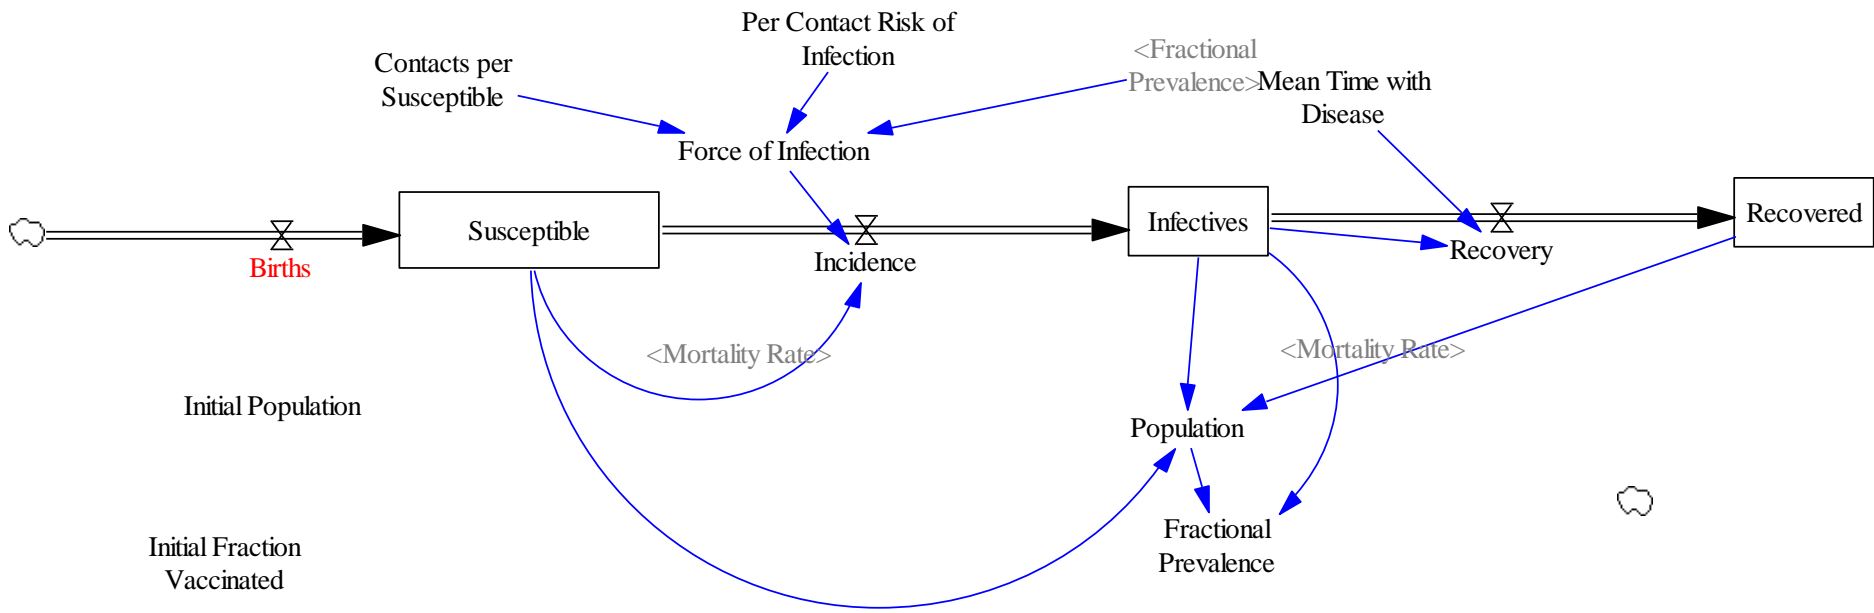 Per Contact Risk of
Infection
<Fractional
Prevalence>
Contacts per
Susceptible
Mean Time with
Disease
Force of Infection
Susceptible
Infectives
Recovered
Births
Incidence
Recovery
<Mortality Rate>
<Mortality Rate>
Initial Population
Population
Fractional
Prevalence
Initial Fraction
Vaccinated